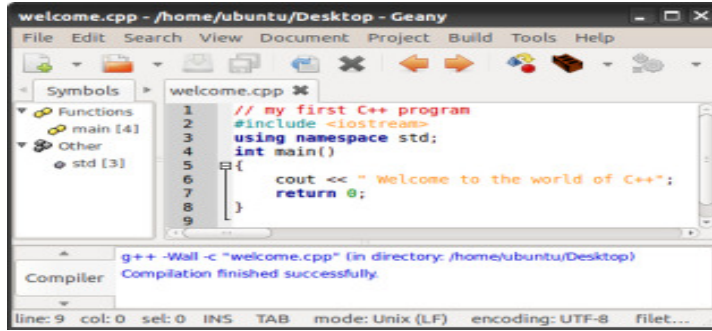 welcome.cpp - /home/ubuntu/Desktop - Geany
File Edit Search View Document Project Build Tools Help
Symbols welcome.cpp
Functions
main [4]
Other
std [3]
1 // my first C++ program
2 #include <iostream>
3 using namespace std;
4 int main()
5 {
6 cout << " Welcome to the world of C++";
7 return 0;
8 }
9
g++ -Wall -c "welcome.cpp" (in directory: /home/ubuntu/Desktop)
Compiler Compilation finished successfully.
line: 9 col: 0 sel: 0 INS TAB mode: Unix (LF) encoding: UTF-8 filet...